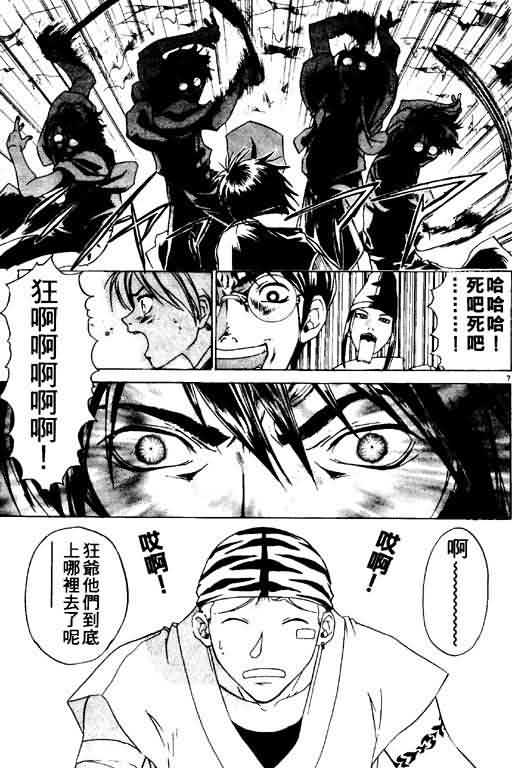 哈哈哈！
死吧死吧
………！
狂啊啊啊啊啊！
7
啊～～～
哎啊！
哎啊！
狂爺他們到底
上哪裡去了呢
——